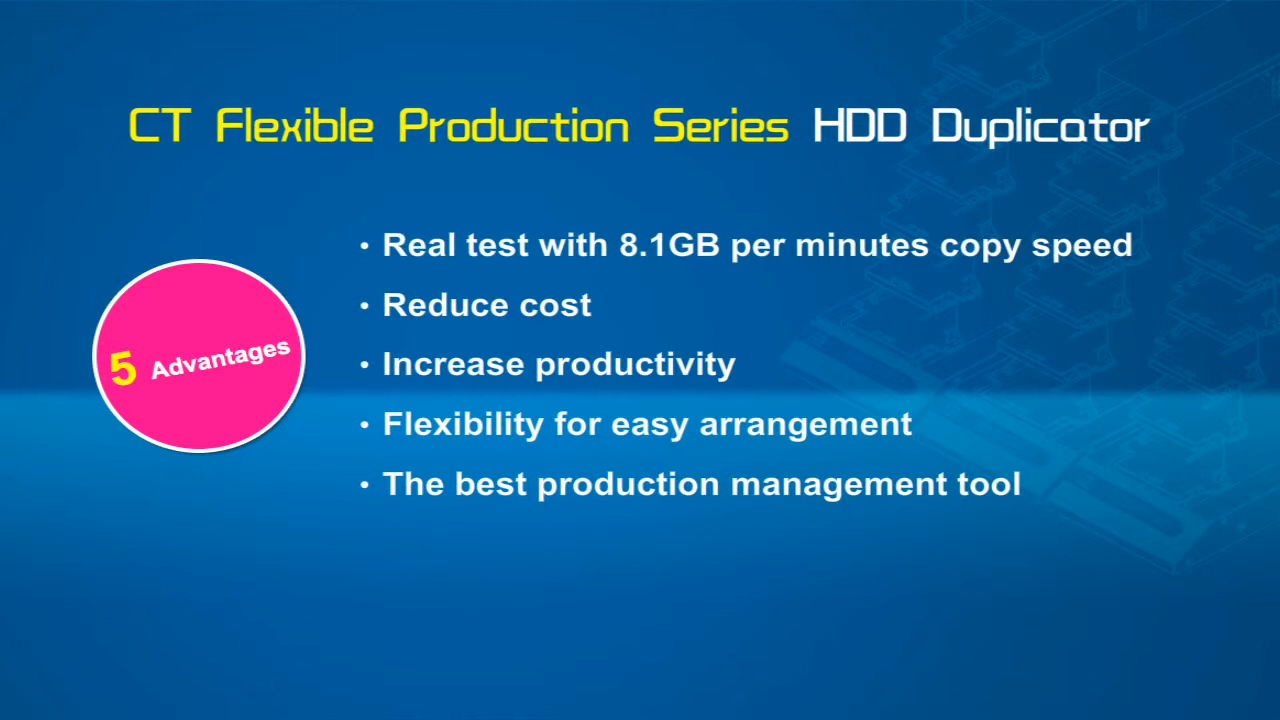 CT Flexible Production Series HDD Duplicator
5 Advantages
• Real test with 8.1GB per minutes copy speed
• Reduce cost
• Increase productivity
• Flexibility for easy arrangement
• The best production management tool